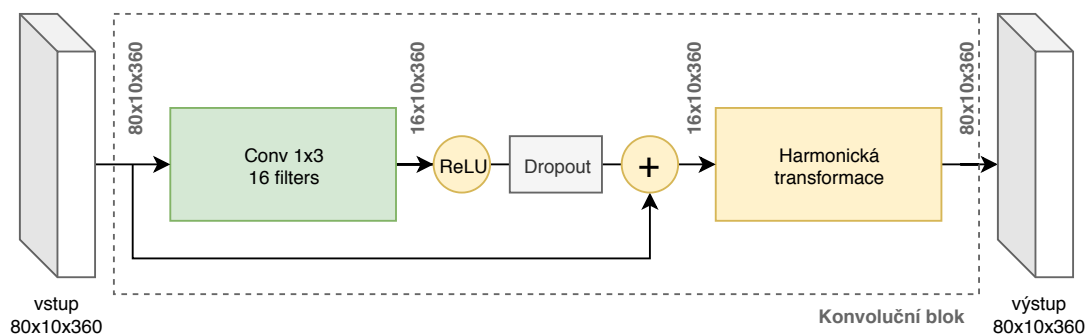 80x10x360
16x10x360
16x10x360
80x10x360
Conv 1x3
16 filters
ReLU
Dropout
+
Harmonická
transformace
Konvoluční blok
vstup
80x10x360
výstup
80x10x360